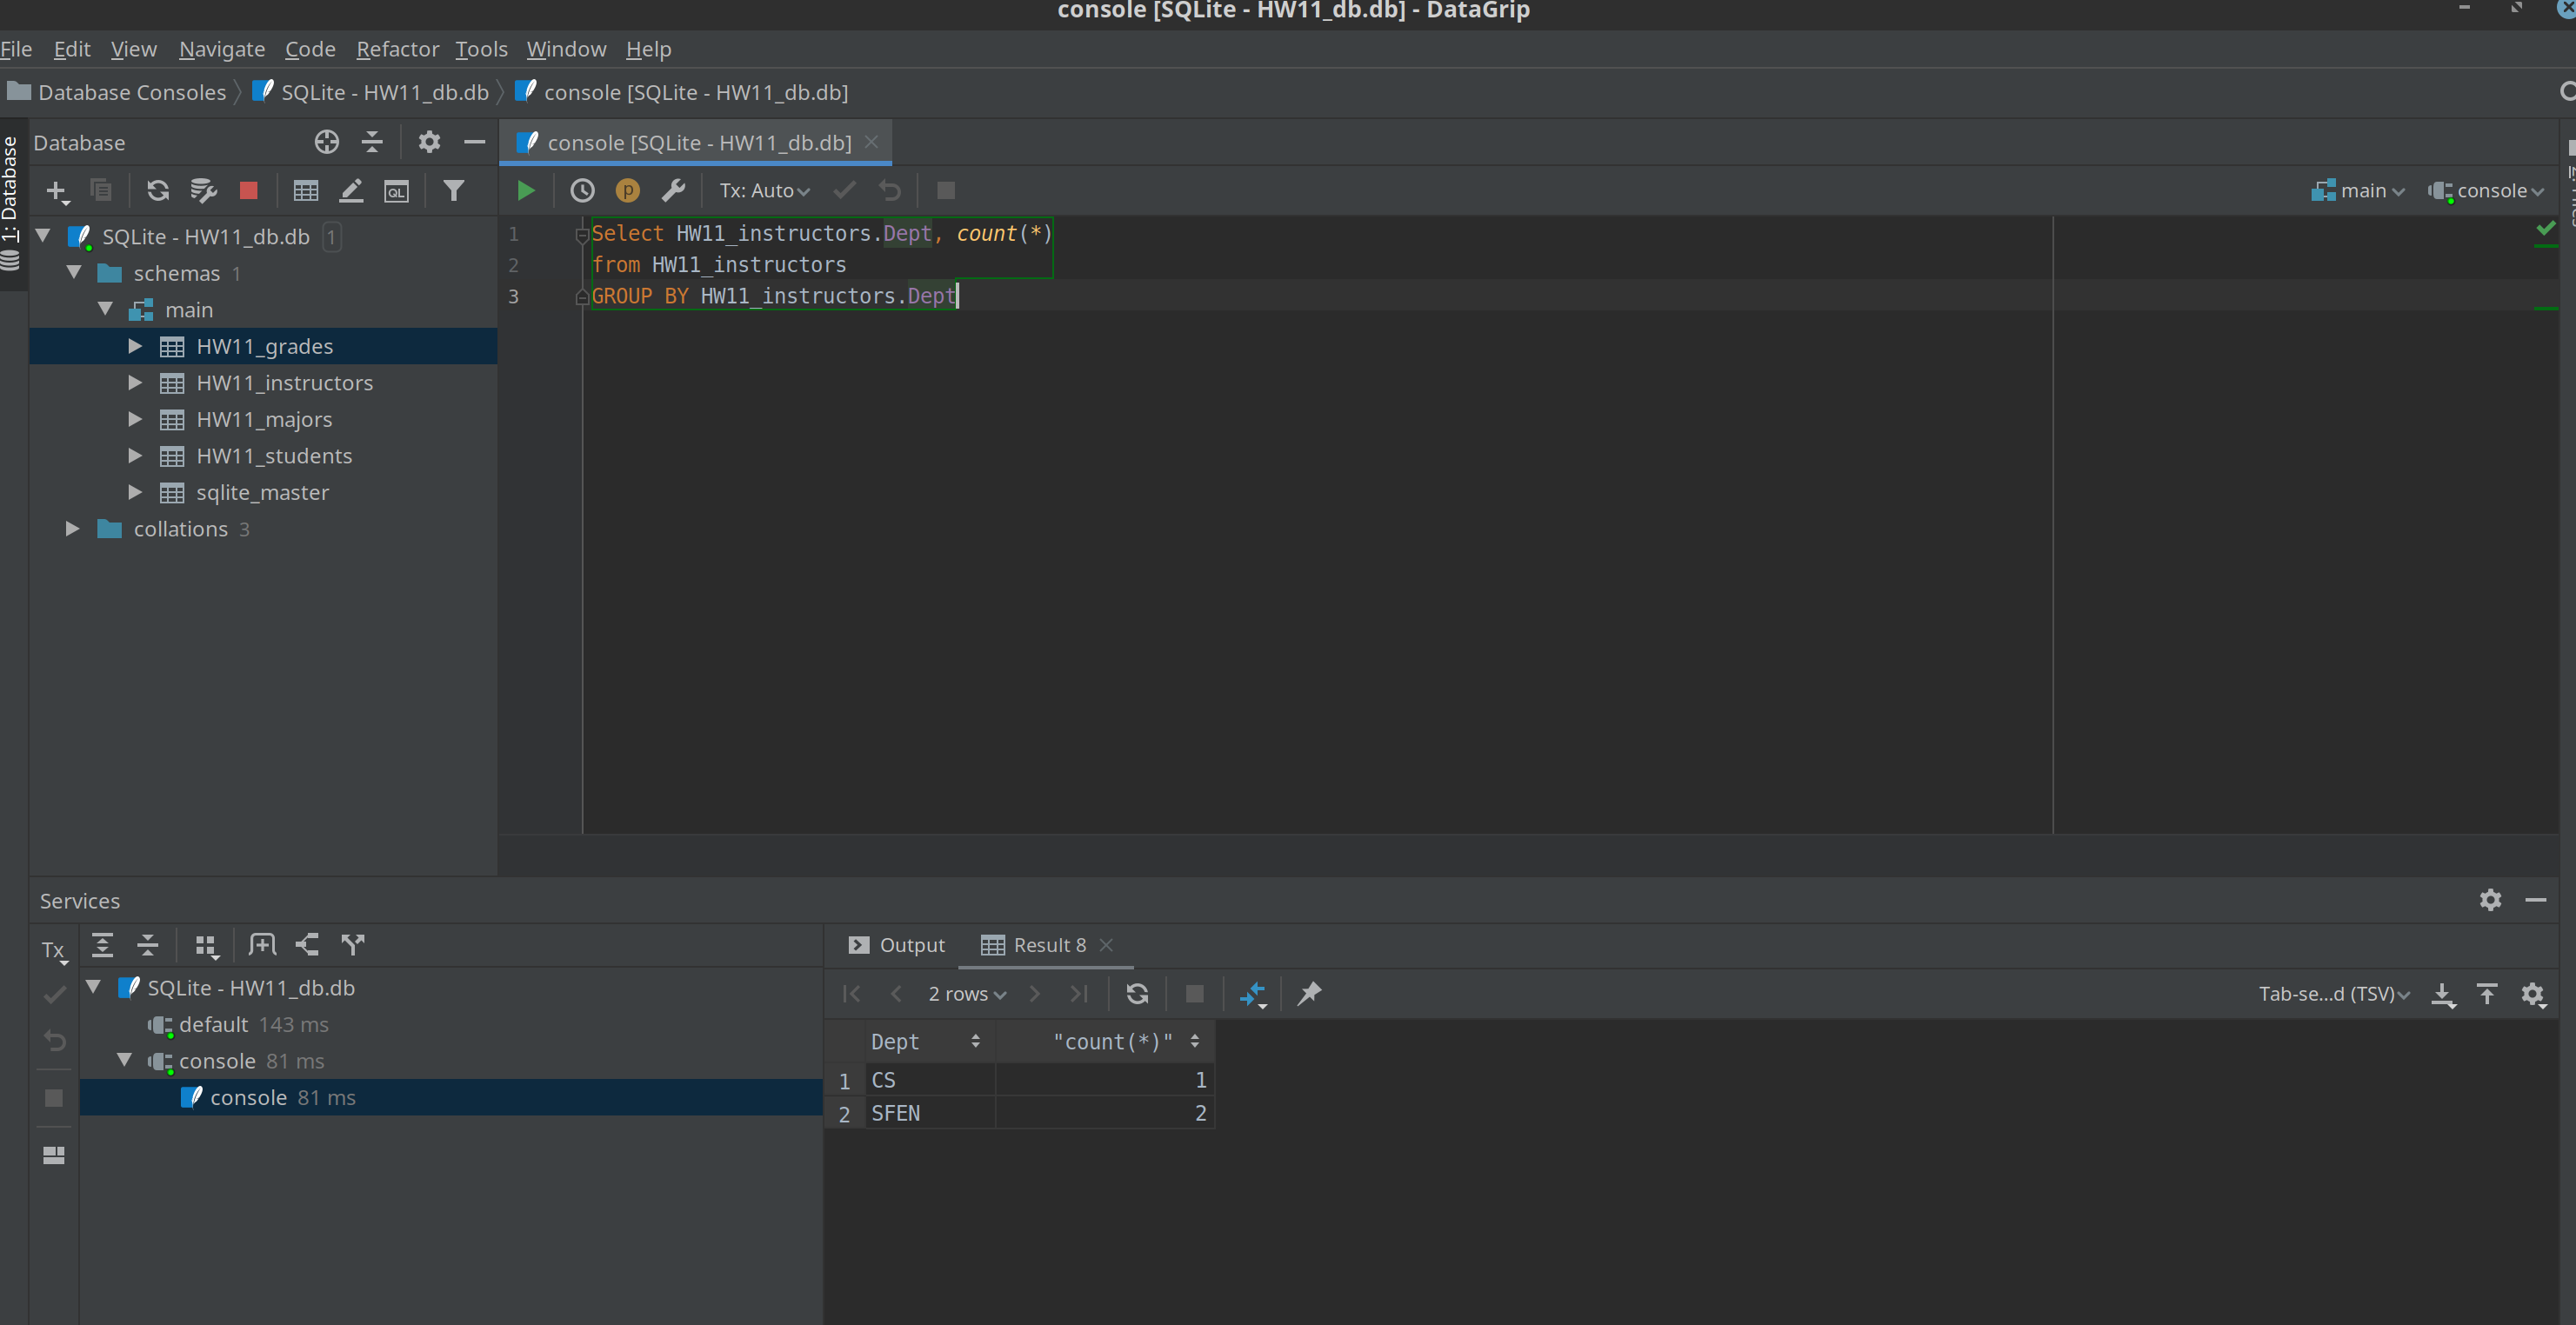 console [SQLite - HW11_db.db] - DataGrip
File Edit View Navigate Code Refactor Tools Window Help
Database Consoles SQLite - HW11_db.db console [SQLite - HW11_db.db]
1: Database
Database
console [SQLite - HW11_db.db]
QL
p
Tx: Auto
main
console
SQLite - HW11_db.db 1
schemas 1
main
HW11_grades
HW11_instructors
HW11_majors
HW11_students
sqlite_master
collations 3
1 Select HW11_instructors.Dept, count(*)
2 from HW11_instructors
3 GROUP BY HW11_instructors.Dept
Services
Tx
SQLite - HW11_db.db
default 143 ms
console 81 ms
console 81 ms
Output
Result 8
2 rows
Tab-se...d (TSV)
Dept "count(*)"
1 CS 1
2 SFEN 2